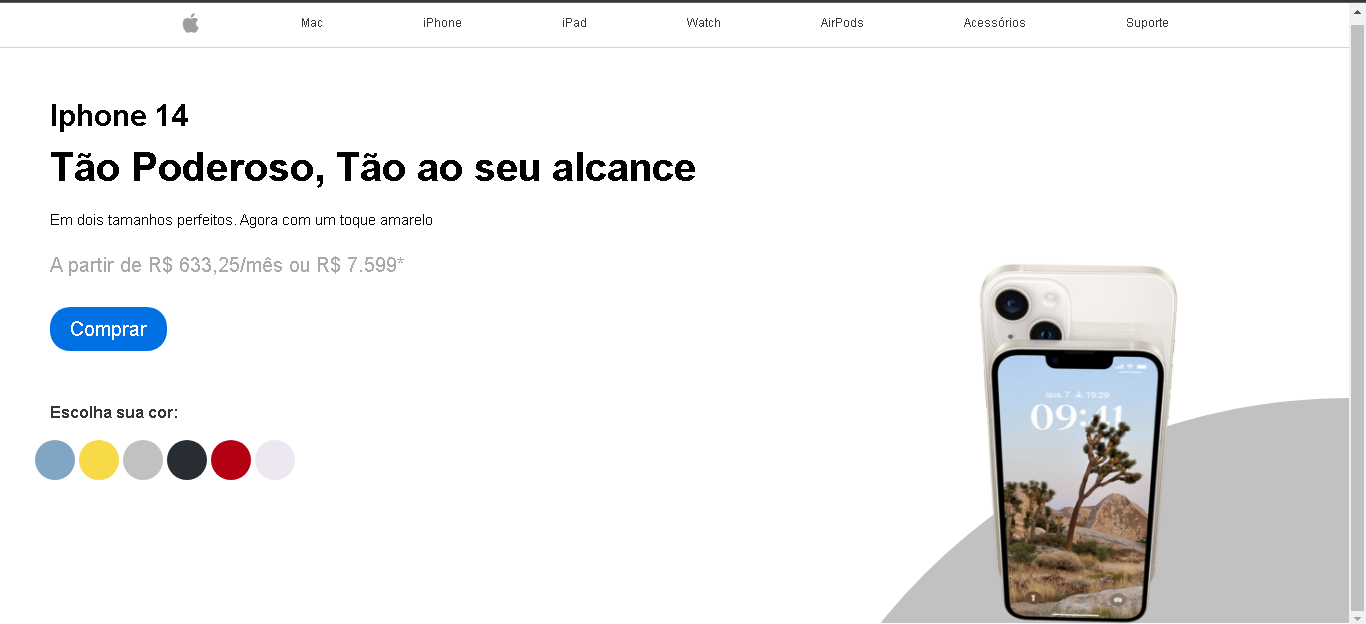 Mac iPhone iPad Watch AirPods Acessórios Suporte
Iphone 14
Tão Poderoso, Tão ao seu alcance
Em dois tamanhos perfeitos. Agora com um toque amarelo
A partir de R$ 633,25/mês ou R$ 7.599*
Comprar
qua. 7 19:29
09:41
Escolha sua cor: